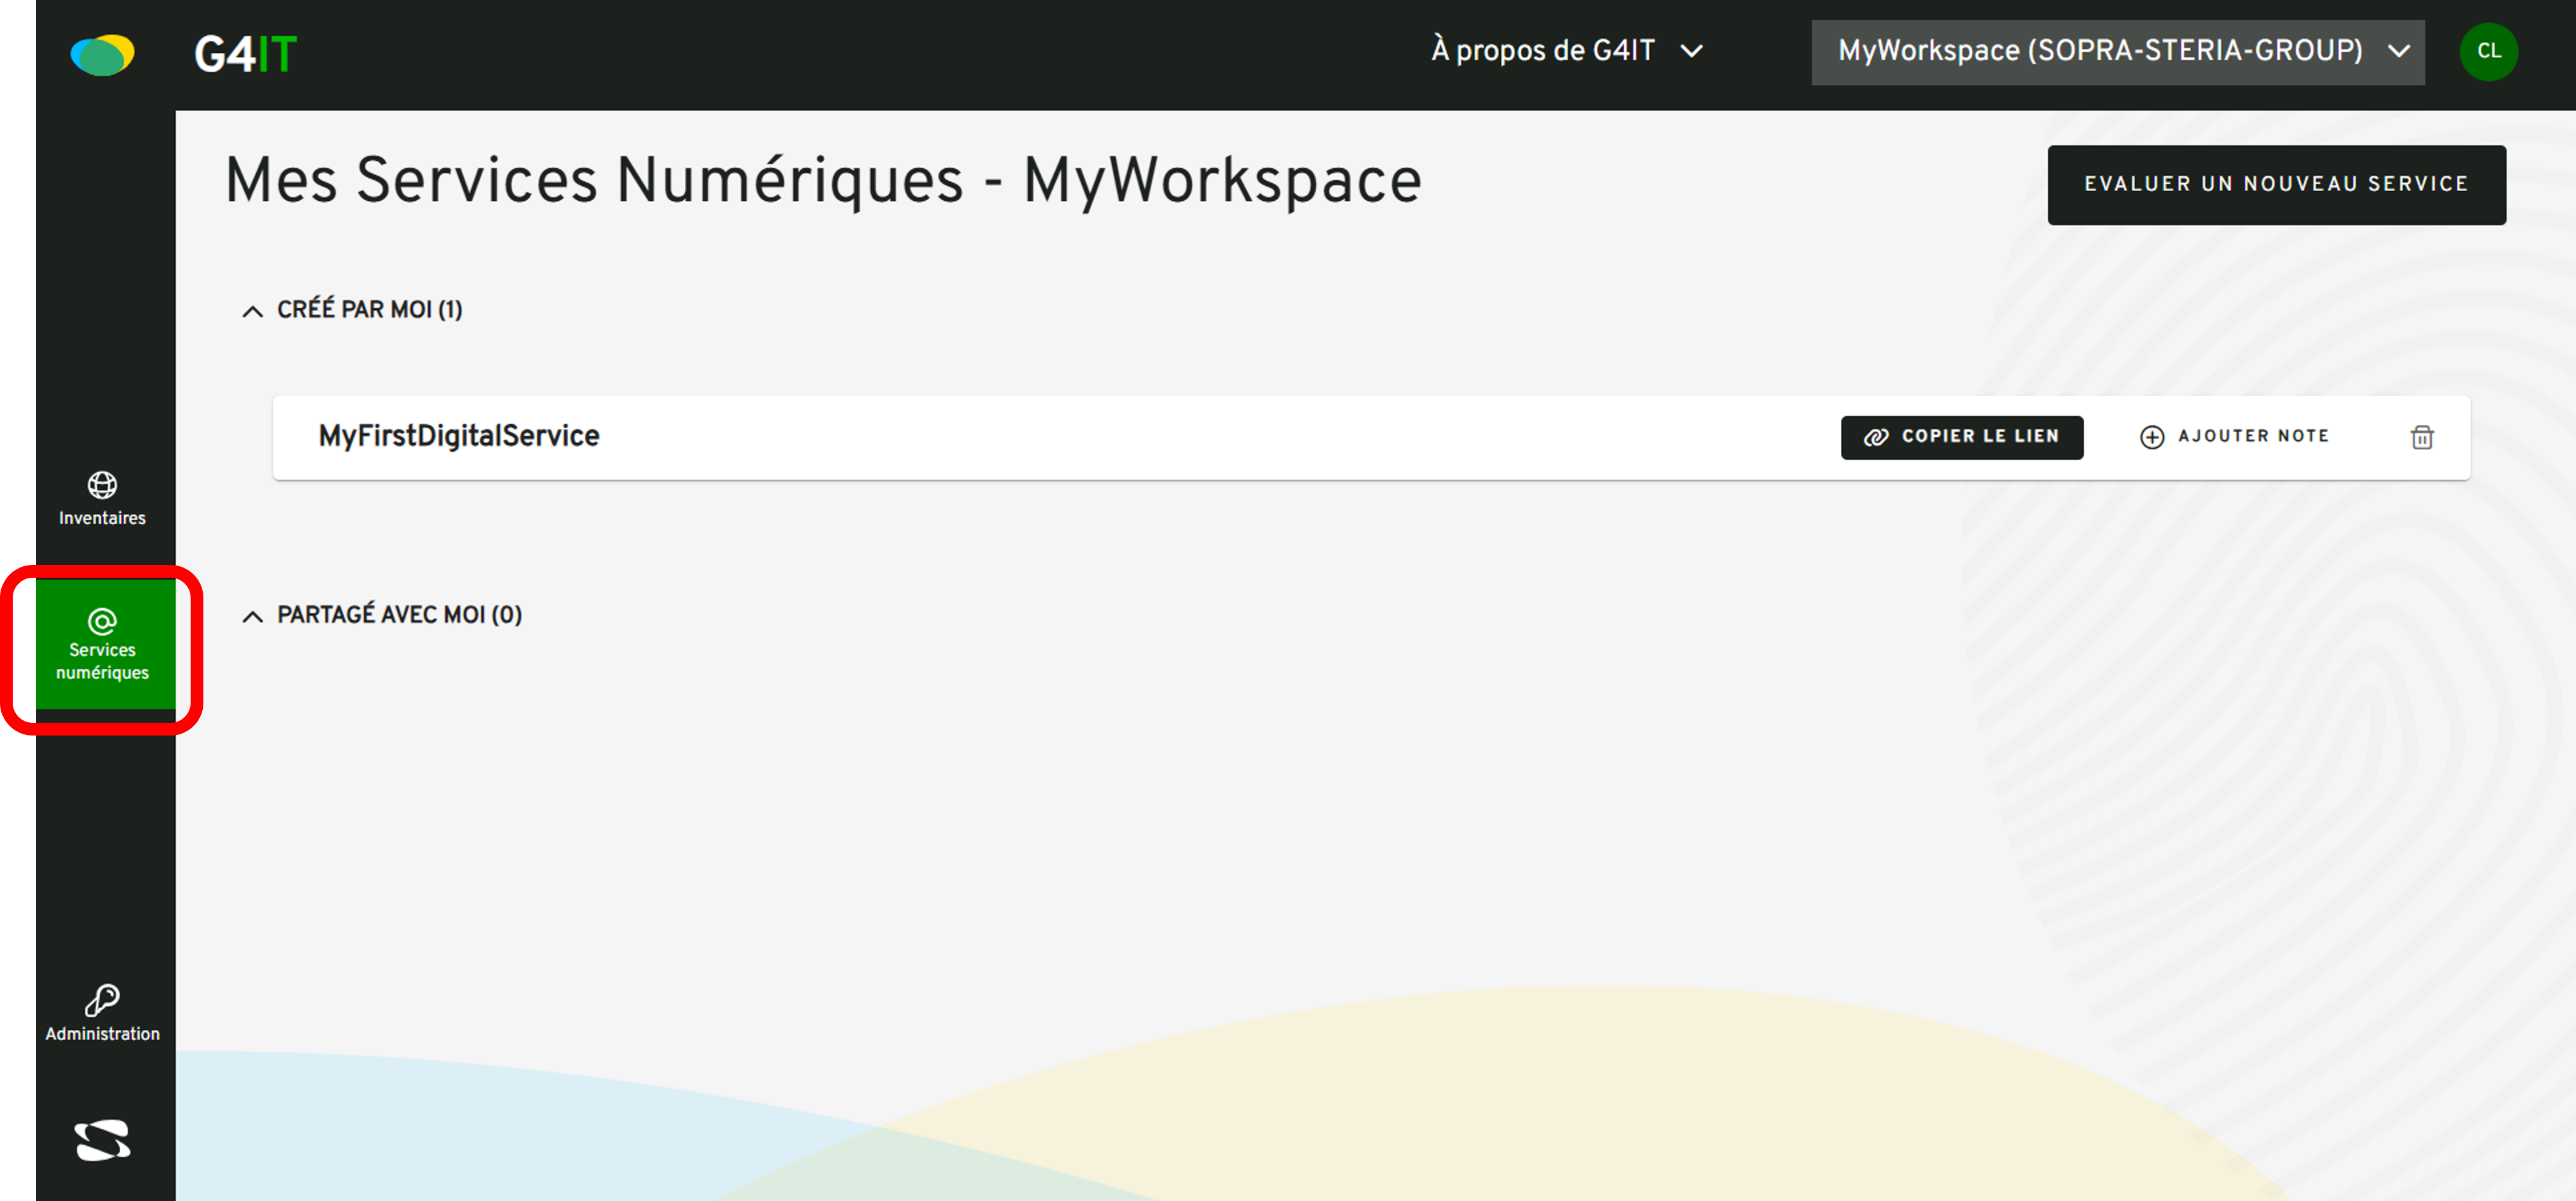 G4IT
À propos de G4IT
MyWorkspace (SOPRA-STERIA-GROUP)
CL
Mes Services Numériques - MyWorkspace
EVALUER UN NOUVEAU SERVICE
CRÉÉ PAR MOI (1)
MyFirstDigitalService
COPIER LE LIEN
AJOUTER NOTE
Inventaires
Services
numériques
PARTAGÉ AVEC MOI (0)
Administration